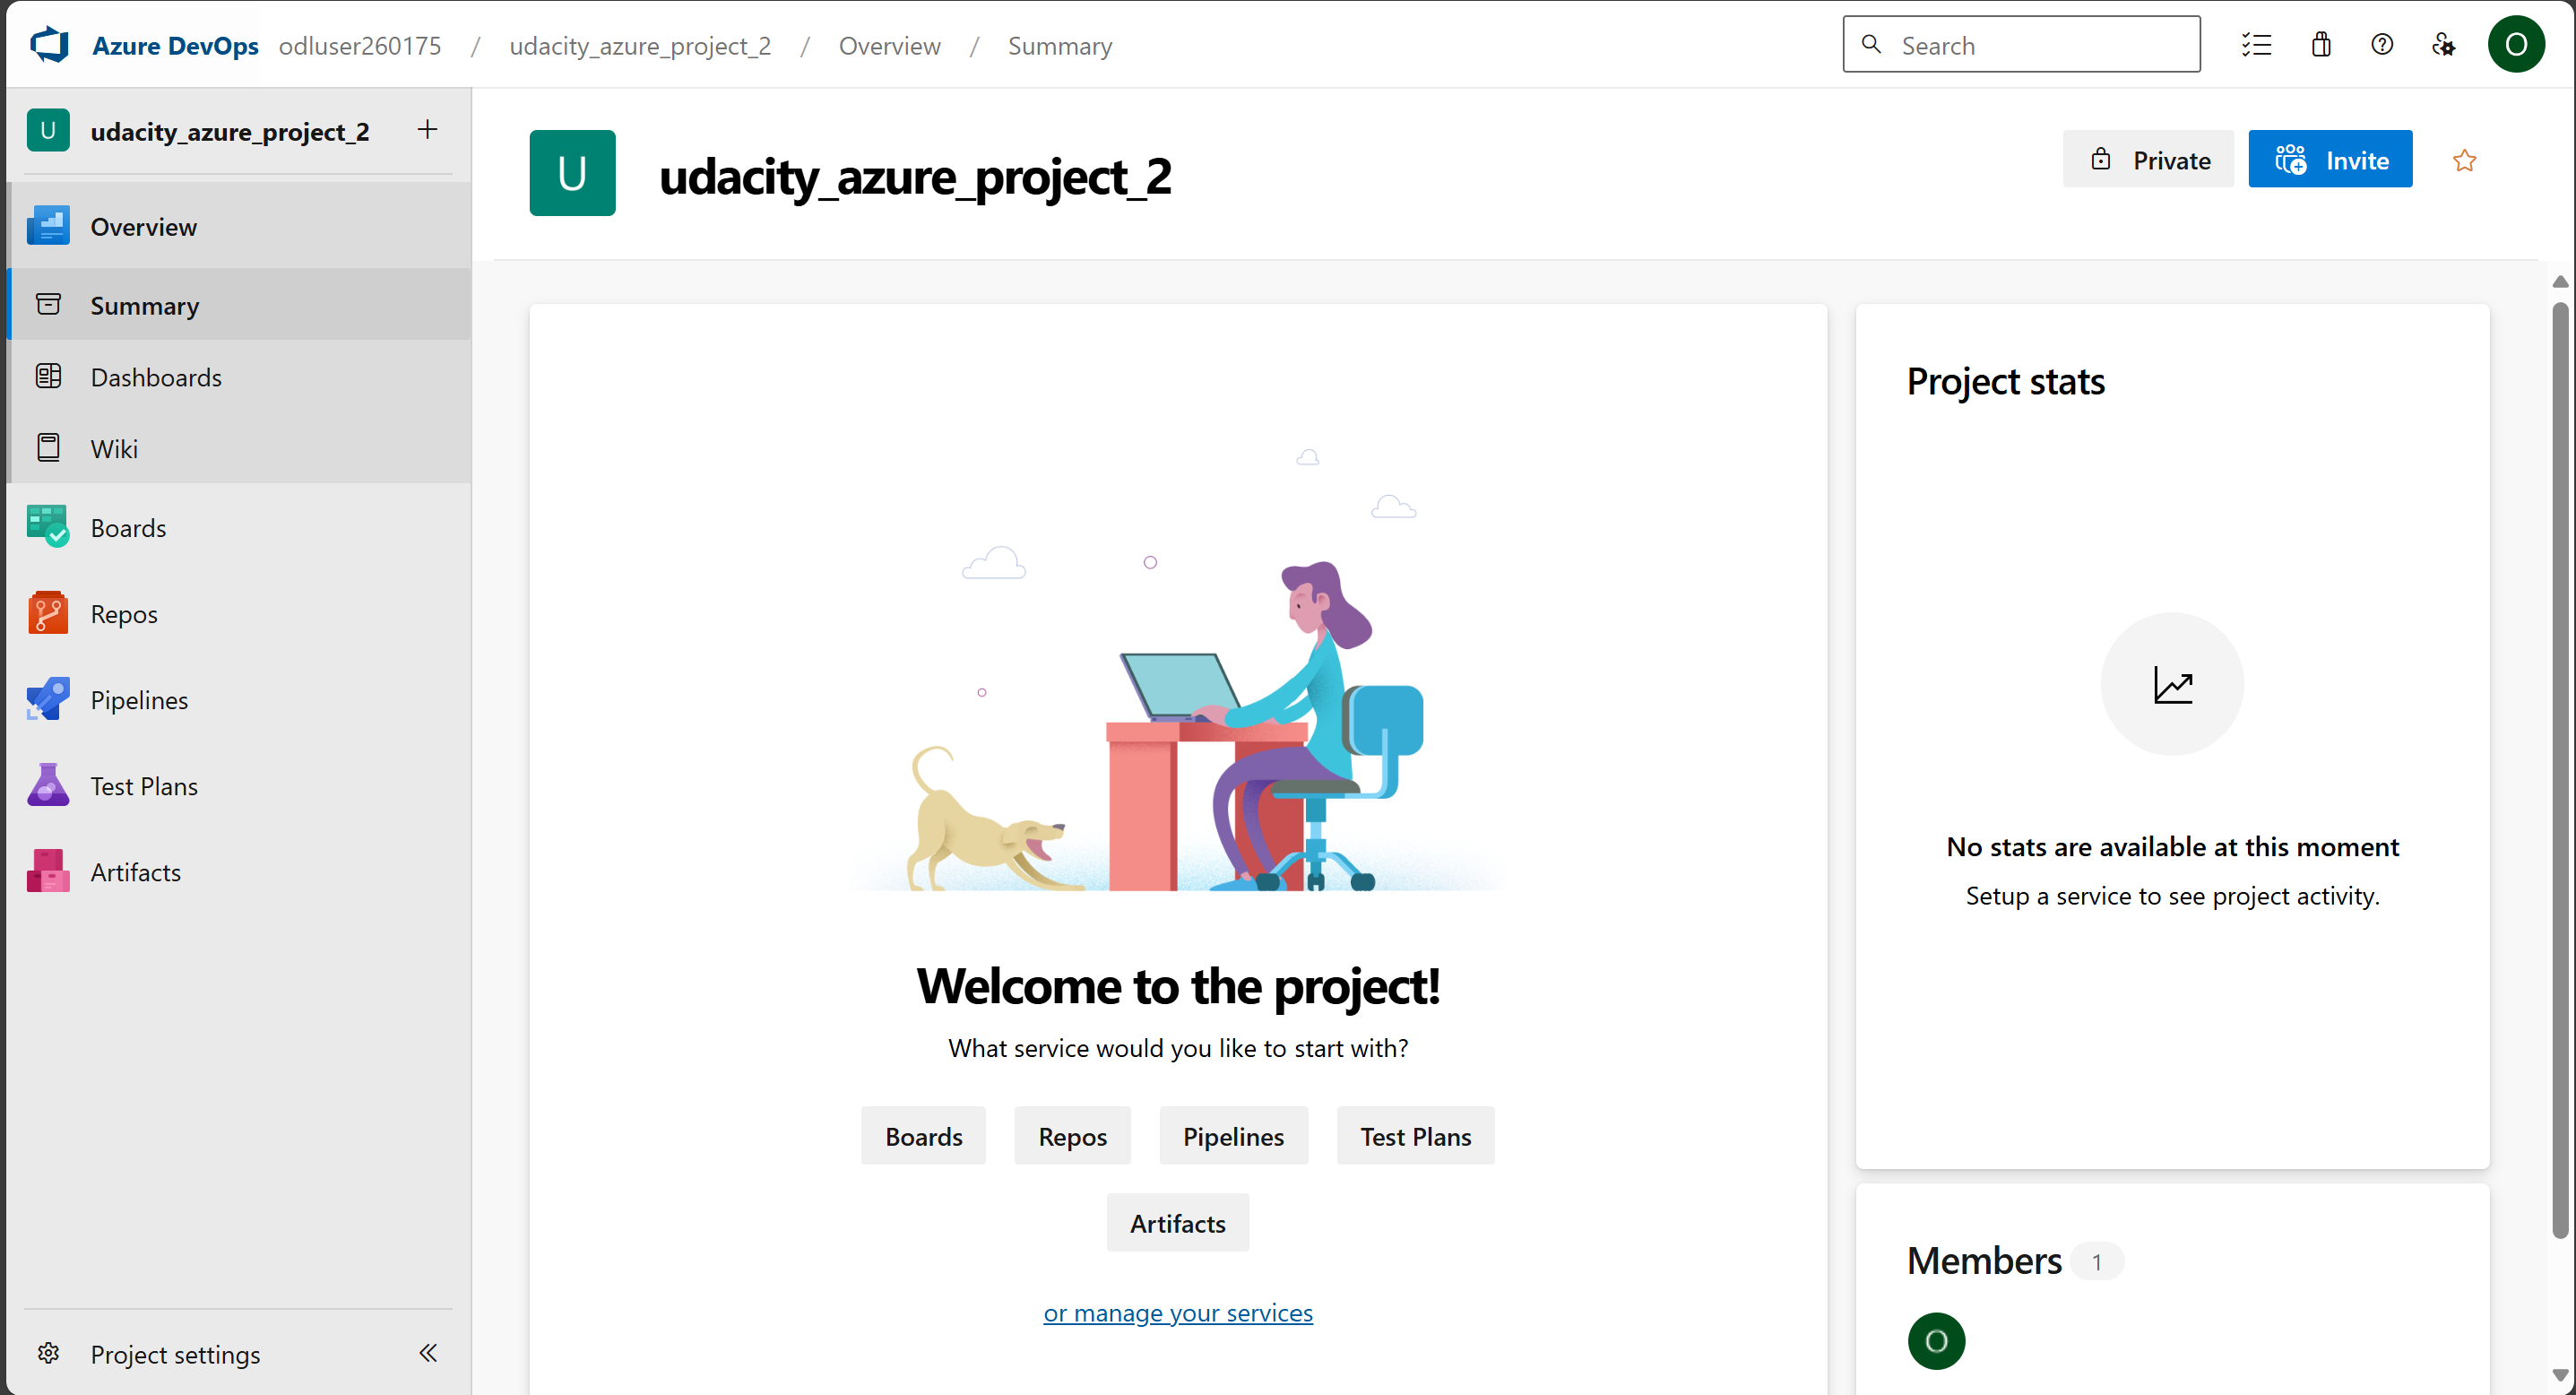 Azure DevOps odluser260175 / udacity_azure_project_2 / Overview / Summary
Search
O
U udacity_azure_project_2 +
Overview
Summary
Dashboards
Wiki
Boards
Repos
Pipelines
Test Plans
Artifacts
Project settings
U udacity_azure_project_2
Private
Invite
Welcome to the project!
What service would you like to start with?
Boards Repos Pipelines Test Plans
Artifacts
or manage your services
Project stats
No stats are available at this moment
Setup a service to see project activity.
Members 1
O